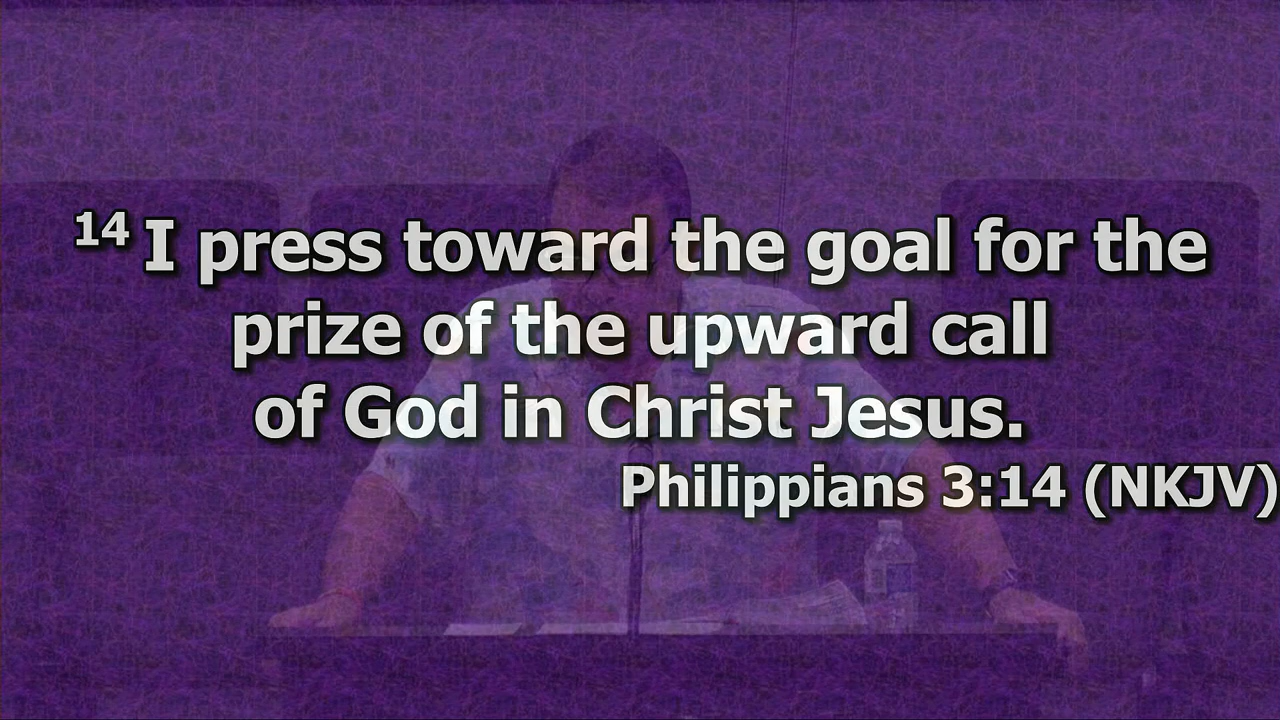 14 I press toward the goal for the
prize of the upward call
of God in Christ Jesus.
Philippians 3:14 (NKJV)